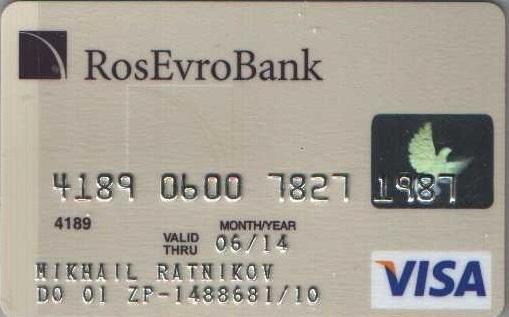 RosEvroBank
4189 0600 7827 1987
4189
MONTH/YEAR
VALID THRU 06/14
MIKHAIL RATNIKOV
DO 01 ZP-1488681/10
VISA